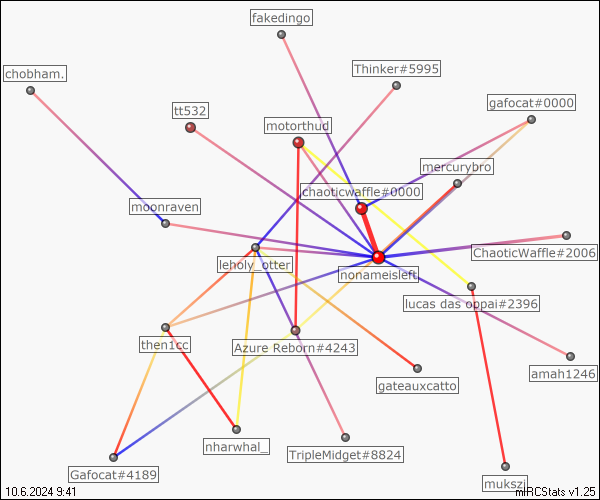 fakedingo
chobham.
Thinker#5995
tt532
gafocat#0000
motorthud
mercurybro
chaoticwaffle#0000
moonraven
ChaoticWaffle#2006
leholy_otter
nonameisleft
lucas das oppai#2396
then1cc
Azure Reborn#4243
amah1246
gateauxcatto
nharwhal_
TripleMidget#8824
Gafocat#4189
mukszi
10.6.2024 9:41
mIRCStats v1.25